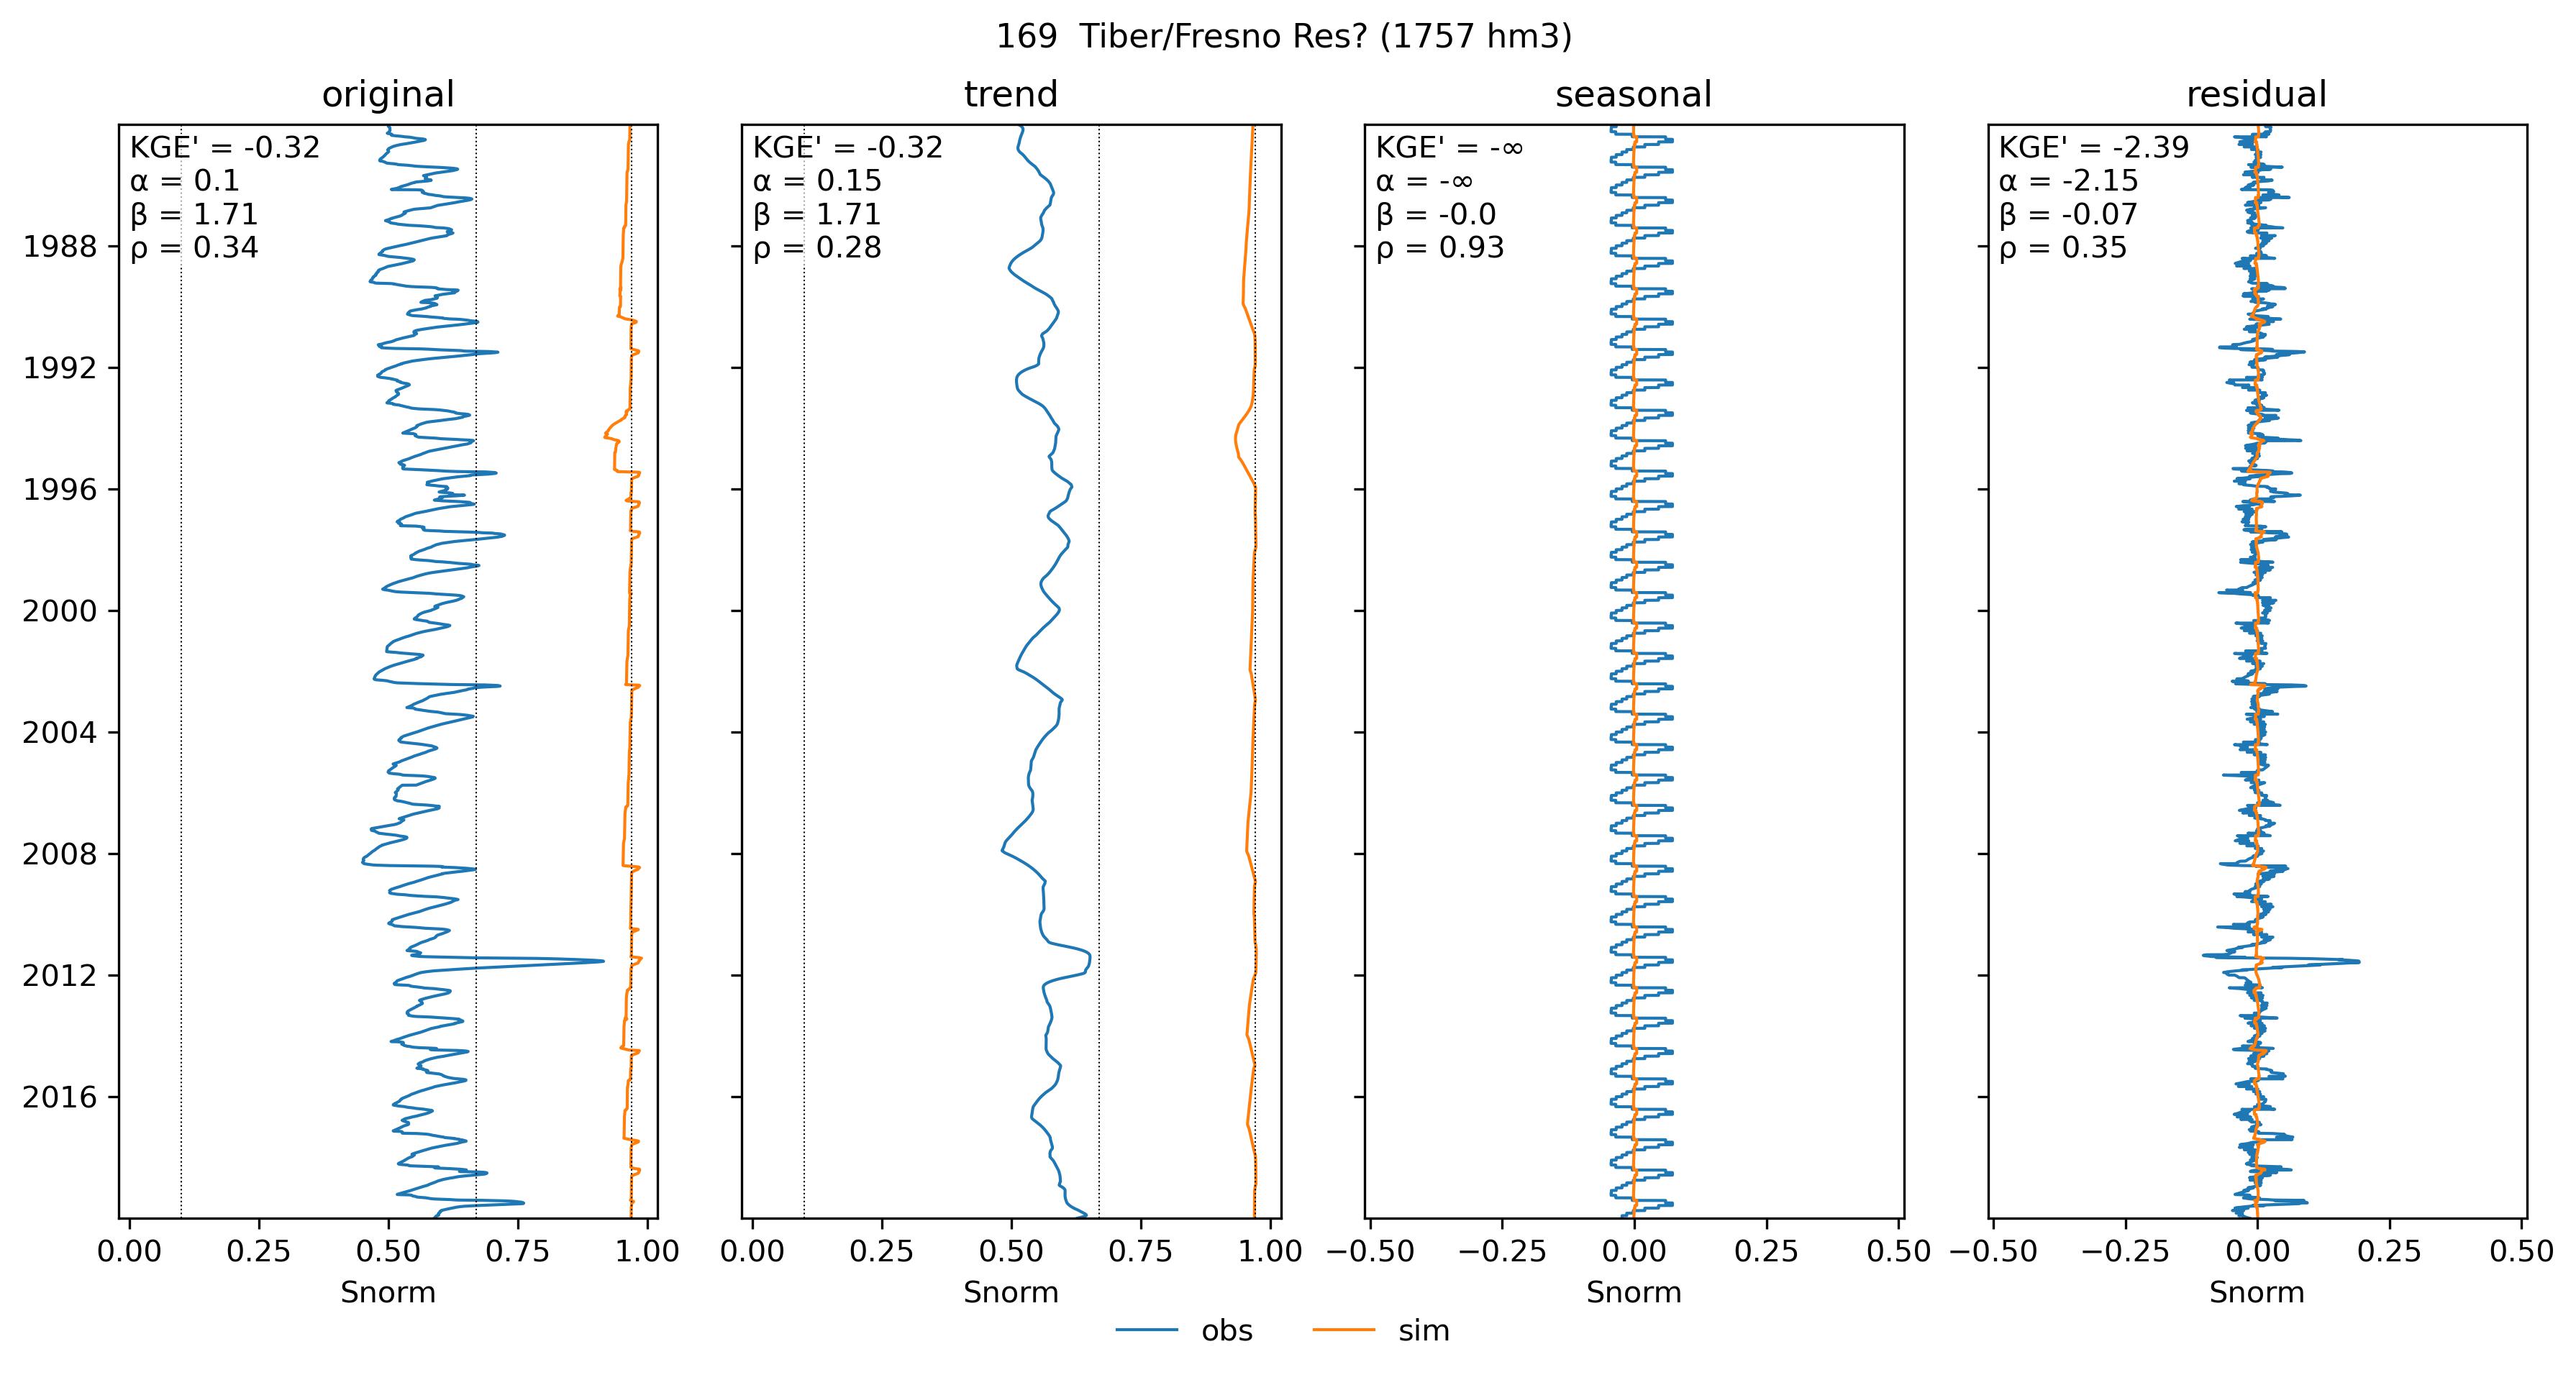 169  Tiber/Fresno Res? (1757 hm3)
original
trend
seasonal
residual
KGE' = -0.32
α = 0.1
β = 1.71
ρ = 0.34
KGE' = -0.32
α = 0.15
β = 1.71
ρ = 0.28
KGE' = -∞
α = -∞
β = -0.0
ρ = 0.93
KGE' = -2.39
α = -2.15
β = -0.07
ρ = 0.35
1988
1992
1996
2000
2004
2008
2012
2016
0.00 0.25 0.50 0.75 1.00
0.00 0.25 0.50 0.75 1.00
−0.50 −0.25 0.00 0.25 0.50
−0.50 −0.25 0.00 0.25 0.50
Snorm
Snorm
Snorm
Snorm
obs
sim